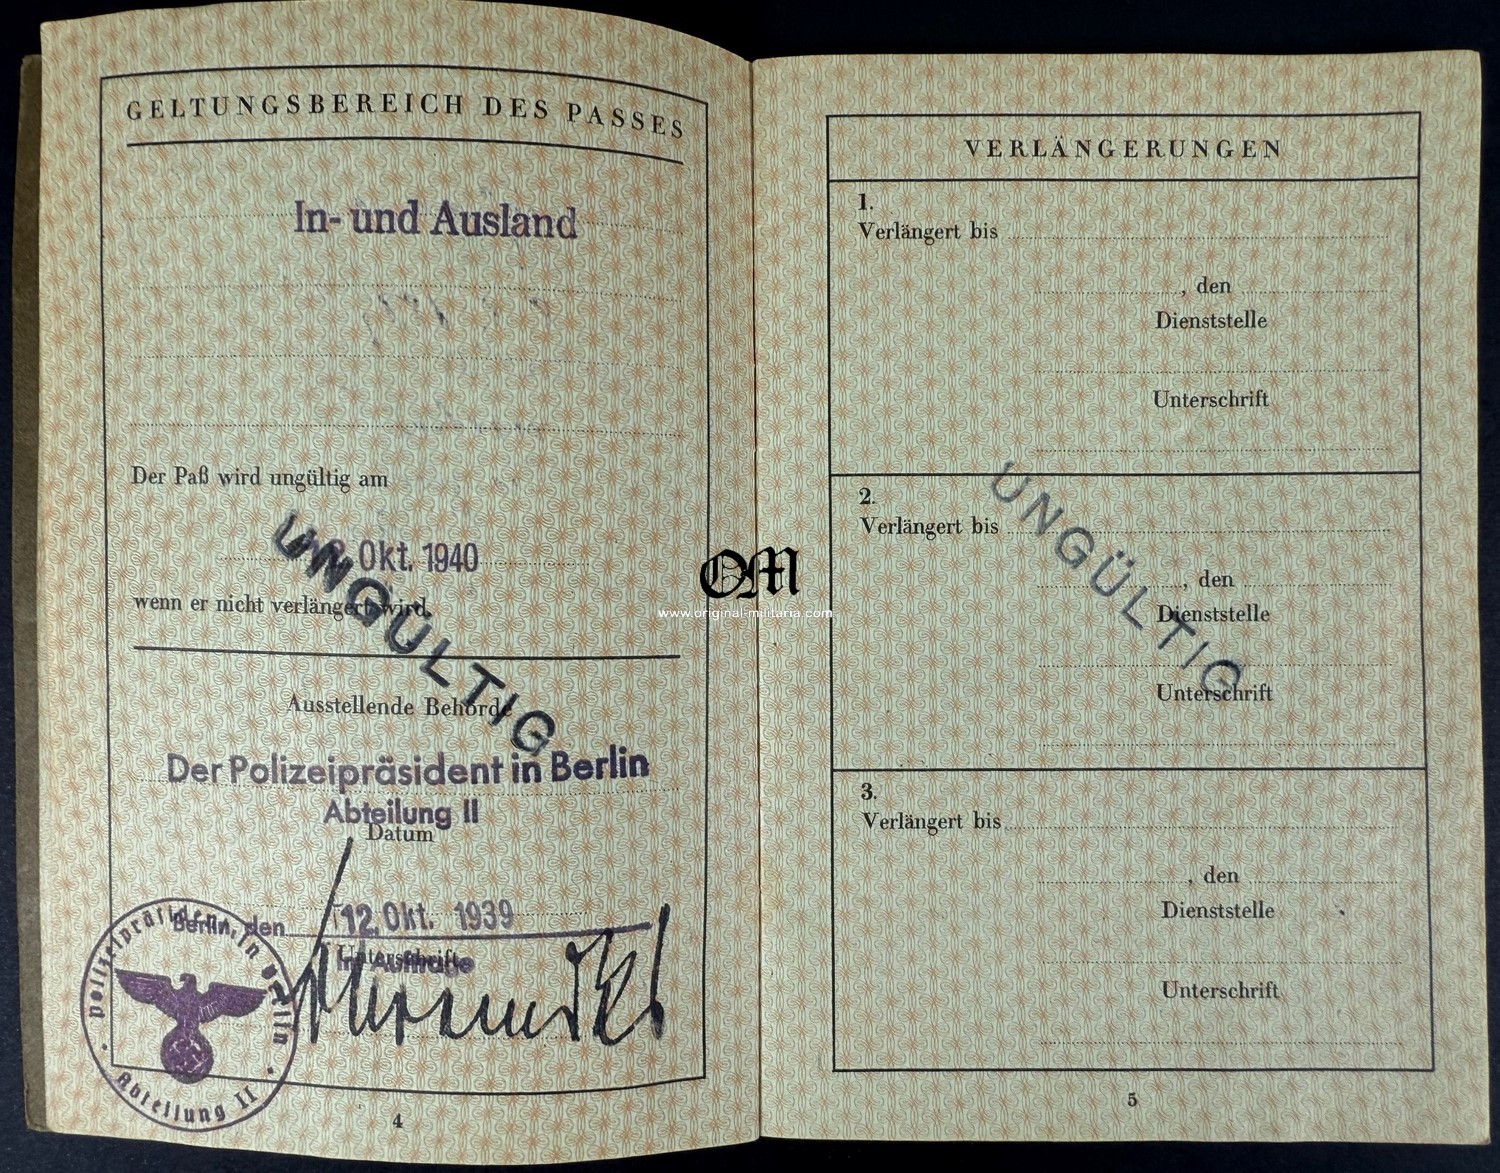 GELTUNGSBEREICH DES PASSES
In- und Ausland
Der Paß wird ungültig am
Okt. 1940
wenn er nicht verlängert wird.
UNGÜLTIG
Ausstellende Behörde
Der Polizeipräsident in Berlin
Abteilung II
Datum
Berlin, den 12. Okt. 1939
Unterschrift
Im Auftrage
Polizeipräsident in Berlin
Abteilung II
4
VERLÄNGERUNGEN
1.
Verlängert bis
, den
Dienststelle
Unterschrift
2.
Verlängert bis
, den
Dienststelle
Unterschrift
UNGÜLTIG
3.
Verlängert bis
, den
Dienststelle
Unterschrift
5
OM
www.original-militaria.com